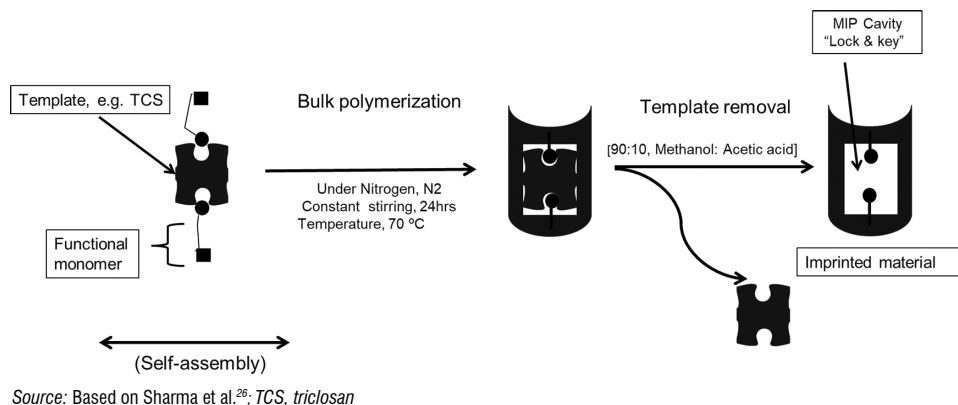 MIP Cavity
“Lock & key”
Template, e.g. TCS
Bulk polymerization
Template removal
[90:10, Methanol: Acetic acid]
Under Nitrogen, N2
Constant stirring, 24hrs
Temperature, 70 ºC
Functional
monomer
Imprinted material
(Self-assembly)
Source: Based on Sharma et al.²⁶; TCS, triclosan